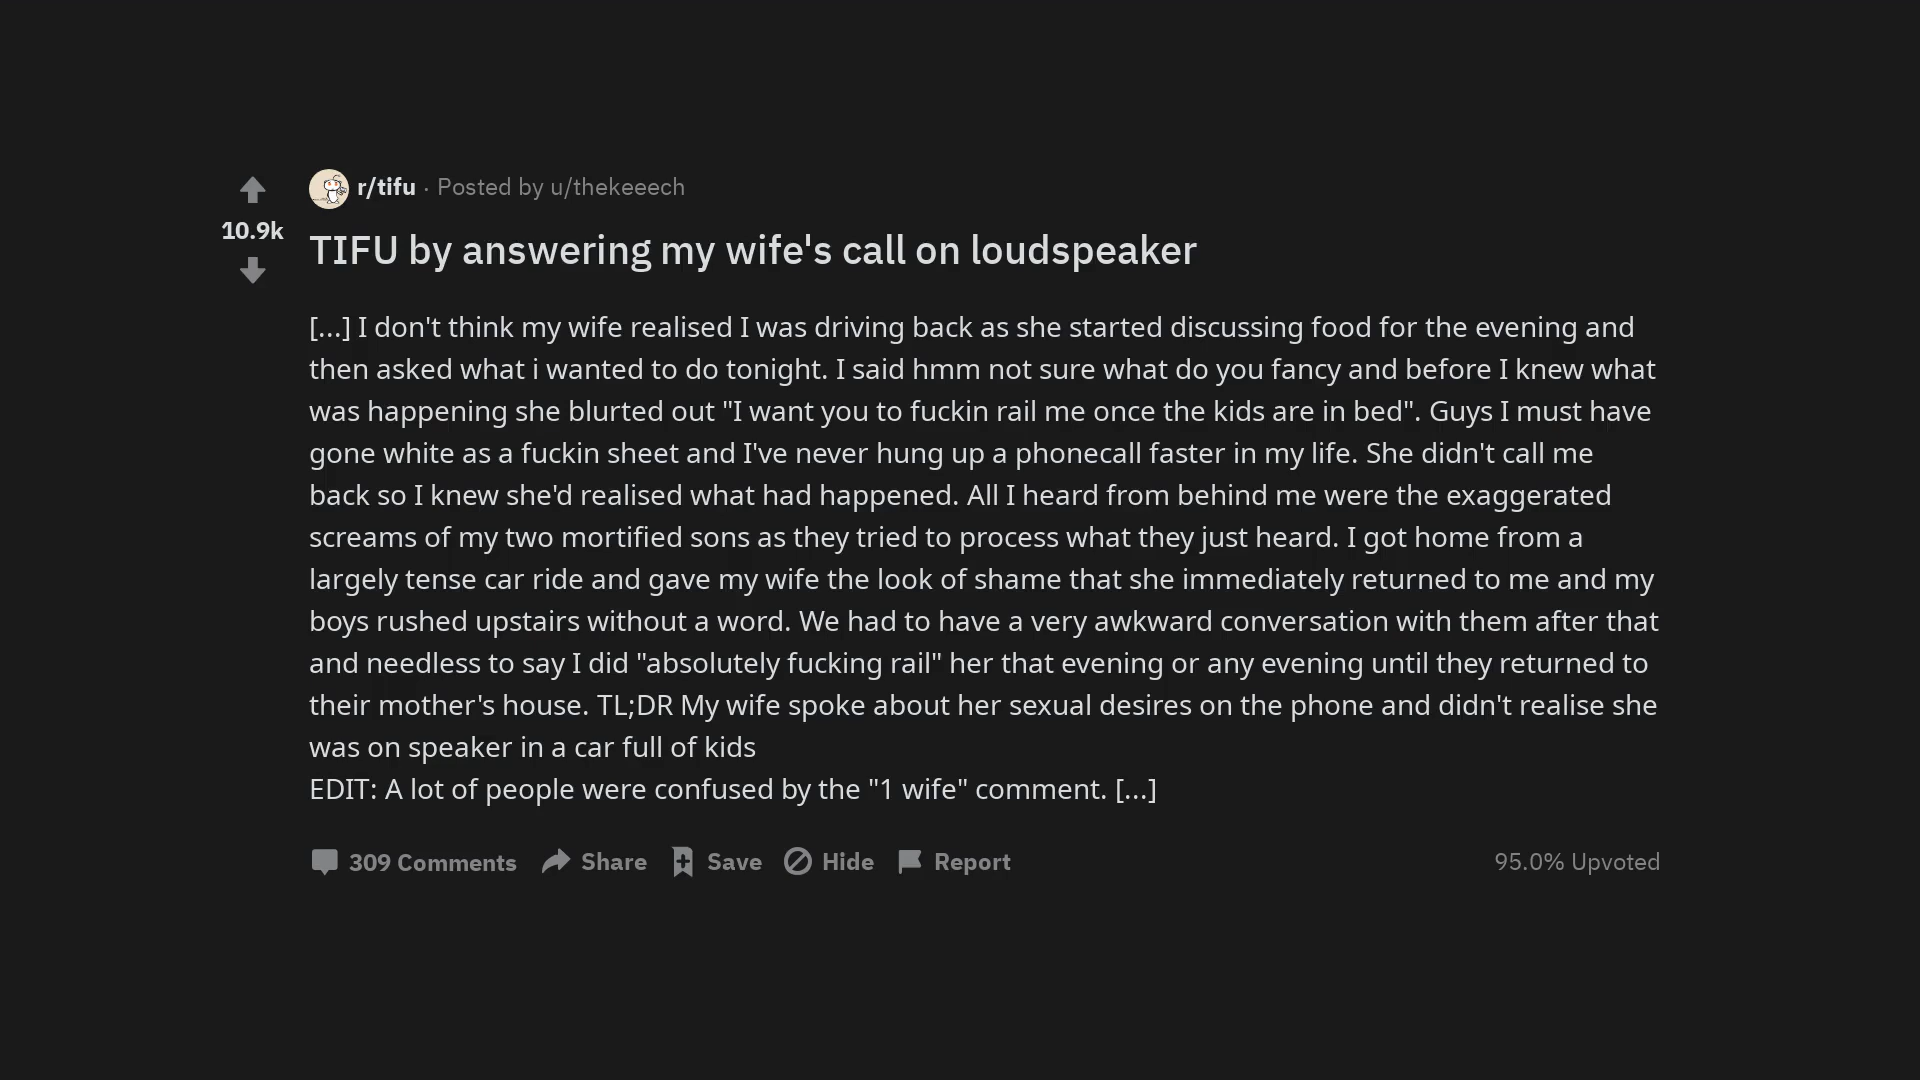 r/tifu · Posted by u/thekeeech
10.9k
TIFU by answering my wife's call on loudspeaker
[...] I don't think my wife realised I was driving back as she started discussing food for the evening and
then asked what i wanted to do tonight. I said hmm not sure what do you fancy and before I knew what
was happening she blurted out "I want you to fuckin rail me once the kids are in bed". Guys I must have
gone white as a fuckin sheet and I've never hung up a phonecall faster in my life. She didn't call me
back so I knew she'd realised what had happened. All I heard from behind me were the exaggerated
screams of my two mortified sons as they tried to process what they just heard. I got home from a
largely tense car ride and gave my wife the look of shame that she immediately returned to me and my
boys rushed upstairs without a word. We had to have a very awkward conversation with them after that
and needless to say I did "absolutely fucking rail" her that evening or any evening until they returned to
their mother's house. TL;DR My wife spoke about her sexual desires on the phone and didn't realise she
was on speaker in a car full of kids
EDIT: A lot of people were confused by the "1 wife" comment. [...]
309 Comments Share Save Hide Report 95.0% Upvoted